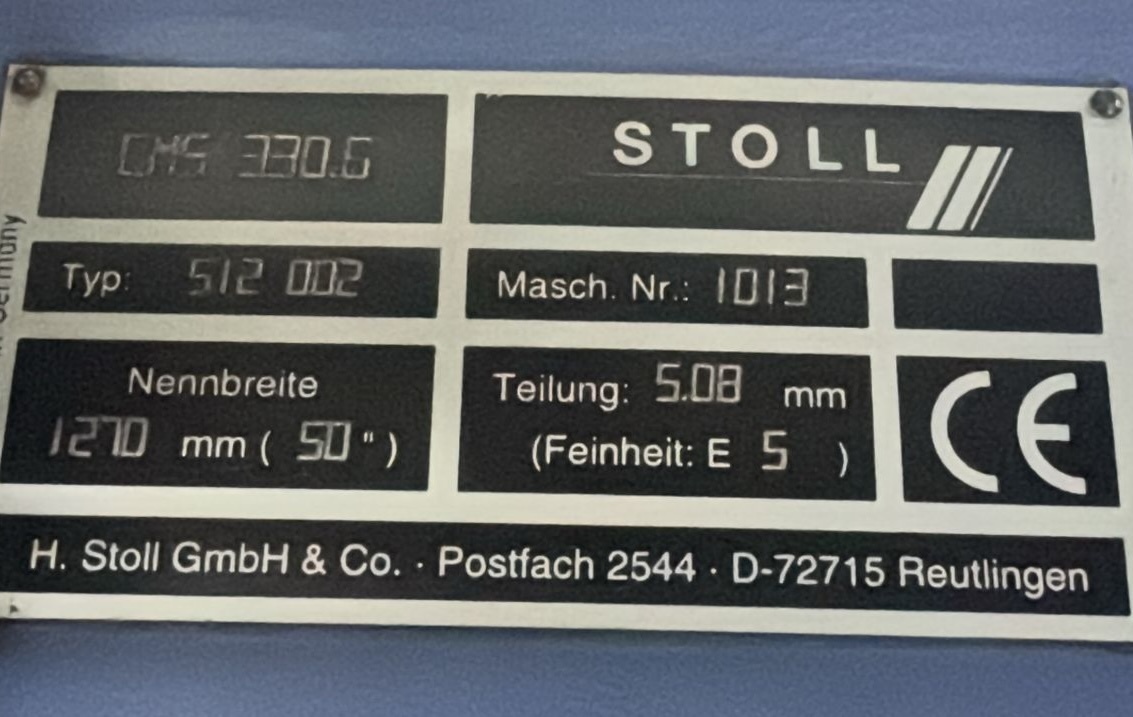 CMS 330.6
STOLL
Typ: 512 002
Masch. Nr.: 1013
Nennbreite
1270 mm ( 50 " )
Teilung: 5.08 mm
(Feinheit: E 5 )
CE
H. Stoll GmbH & Co. · Postfach 2544 · D-72715 Reutlingen
Germany